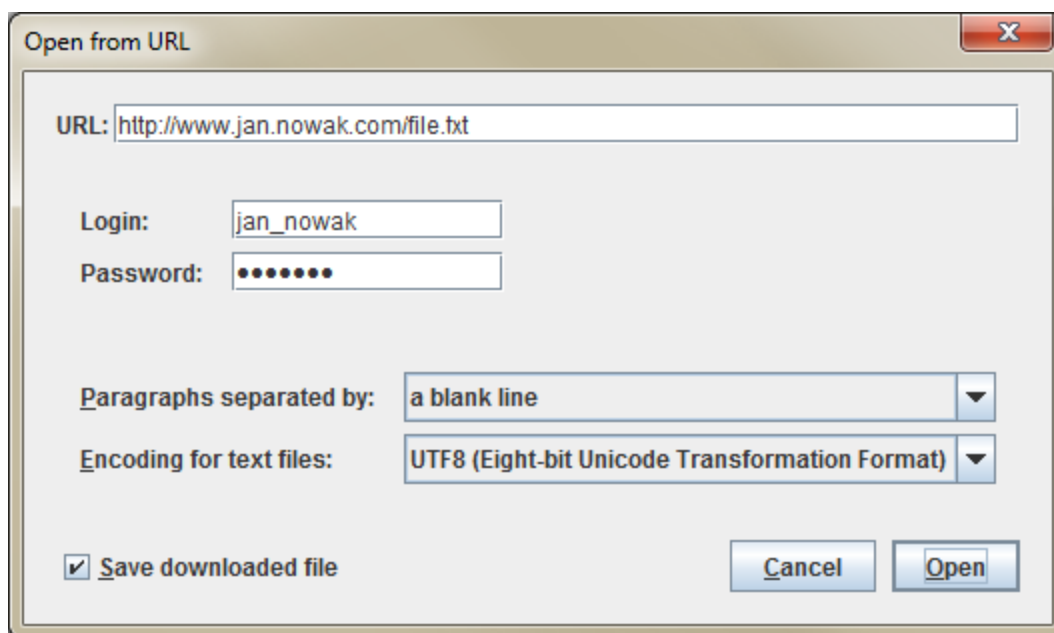 Open from URL
URL: http://www.jan.nowak.com/file.txt
Login: jan_nowak
Password: •••••••
Paragraphs separated by: a blank line
Encoding for text files: UTF8 (Eight-bit Unicode Transformation Format)
Save downloaded file Cancel Open